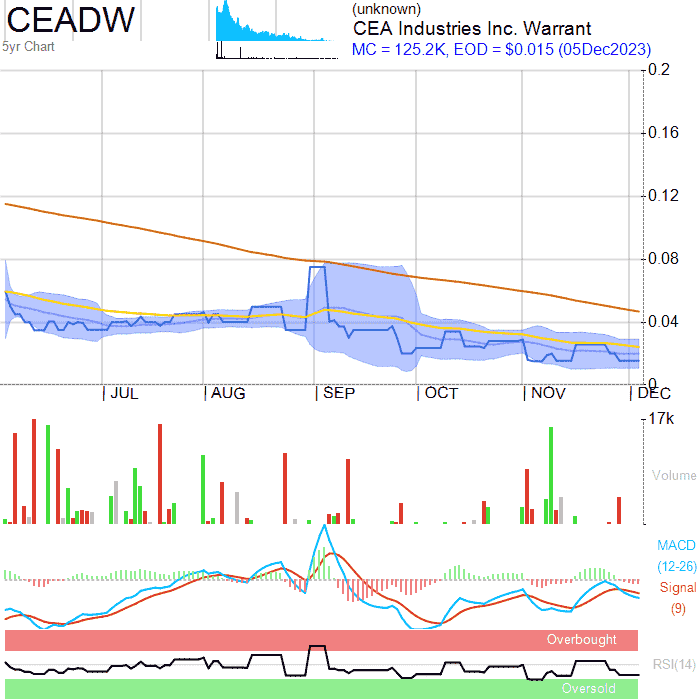 CEADW
5yr Chart
(unknown)
CEA Industries Inc. Warrant
MC = 125.2K, EOD = $0.015 (05Dec2023)
0.2
0.16
0.12
0.08
0.04
0
JUL AUG SEP OCT NOV DEC
17k
Volume
MACD
(12-26)
Signal
(9)
Overbought
RSI(14)
Oversold